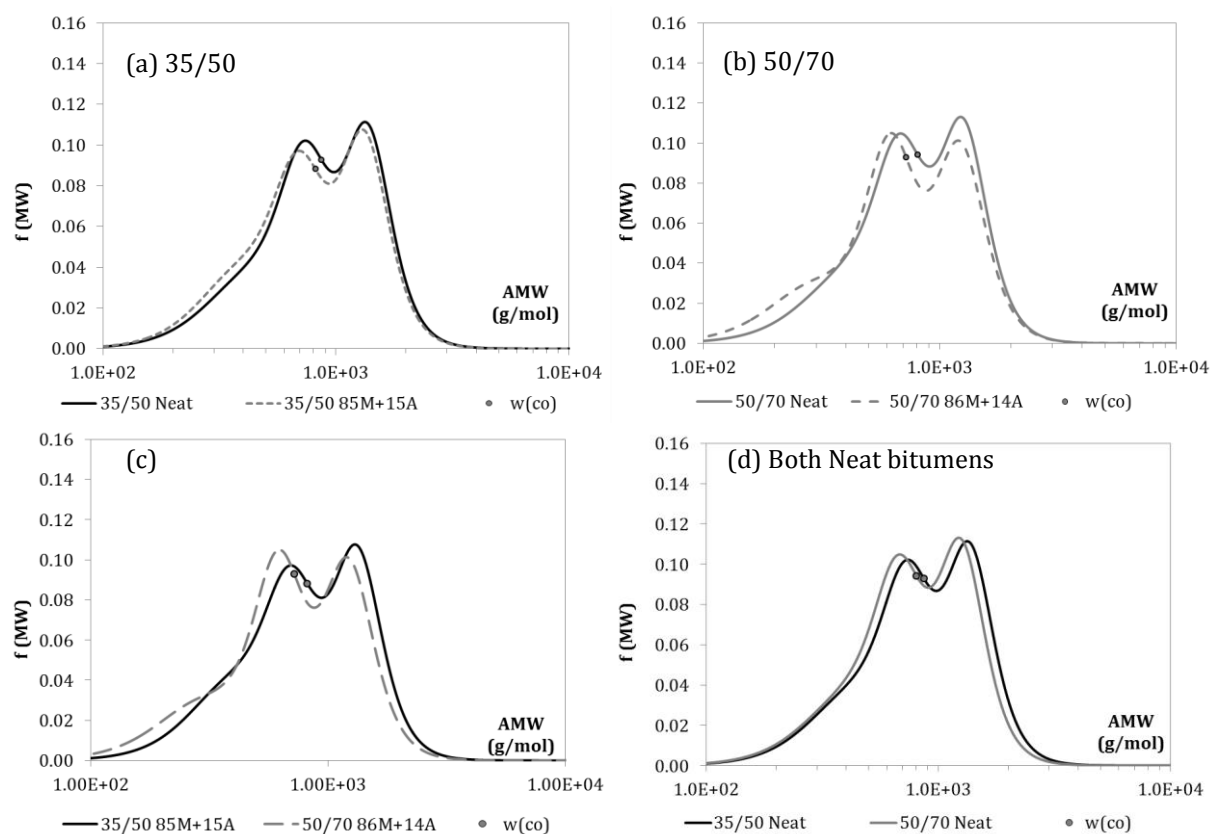 0.16
0.14
0.12
0.10
0.08
0.06
0.04
0.02
0.00
f (MW)
(a) 35/50
AMW
(g/mol)
1.0E+02
1.0E+03
1.0E+04
35/50 Neat
35/50 85M+15A
w(co)
0.16
0.14
0.12
0.10
0.08
0.06
0.04
0.02
0.00
f (MW)
(b) 50/70
AMW
(g/mol)
1.0E+02
1.0E+03
1.0E+04
50/70 Neat
50/70 86M+14A
w(co)
0.16
0.14
0.12
0.10
0.08
0.06
0.04
0.02
0.00
f (MW)
(c)
AMW
(g/mol)
1.00E+02
1.00E+03
1.00E+04
35/50 85M+15A
50/70 86M+14A
w(co)
0.16
0.14
0.12
0.10
0.08
0.06
0.04
0.02
0.00
f (MW)
(d) Both Neat bitumens
AMW
(g/mol)
1.0E+02
1.0E+03
1.0E+04
35/50 Neat
50/70 Neat
w(co)